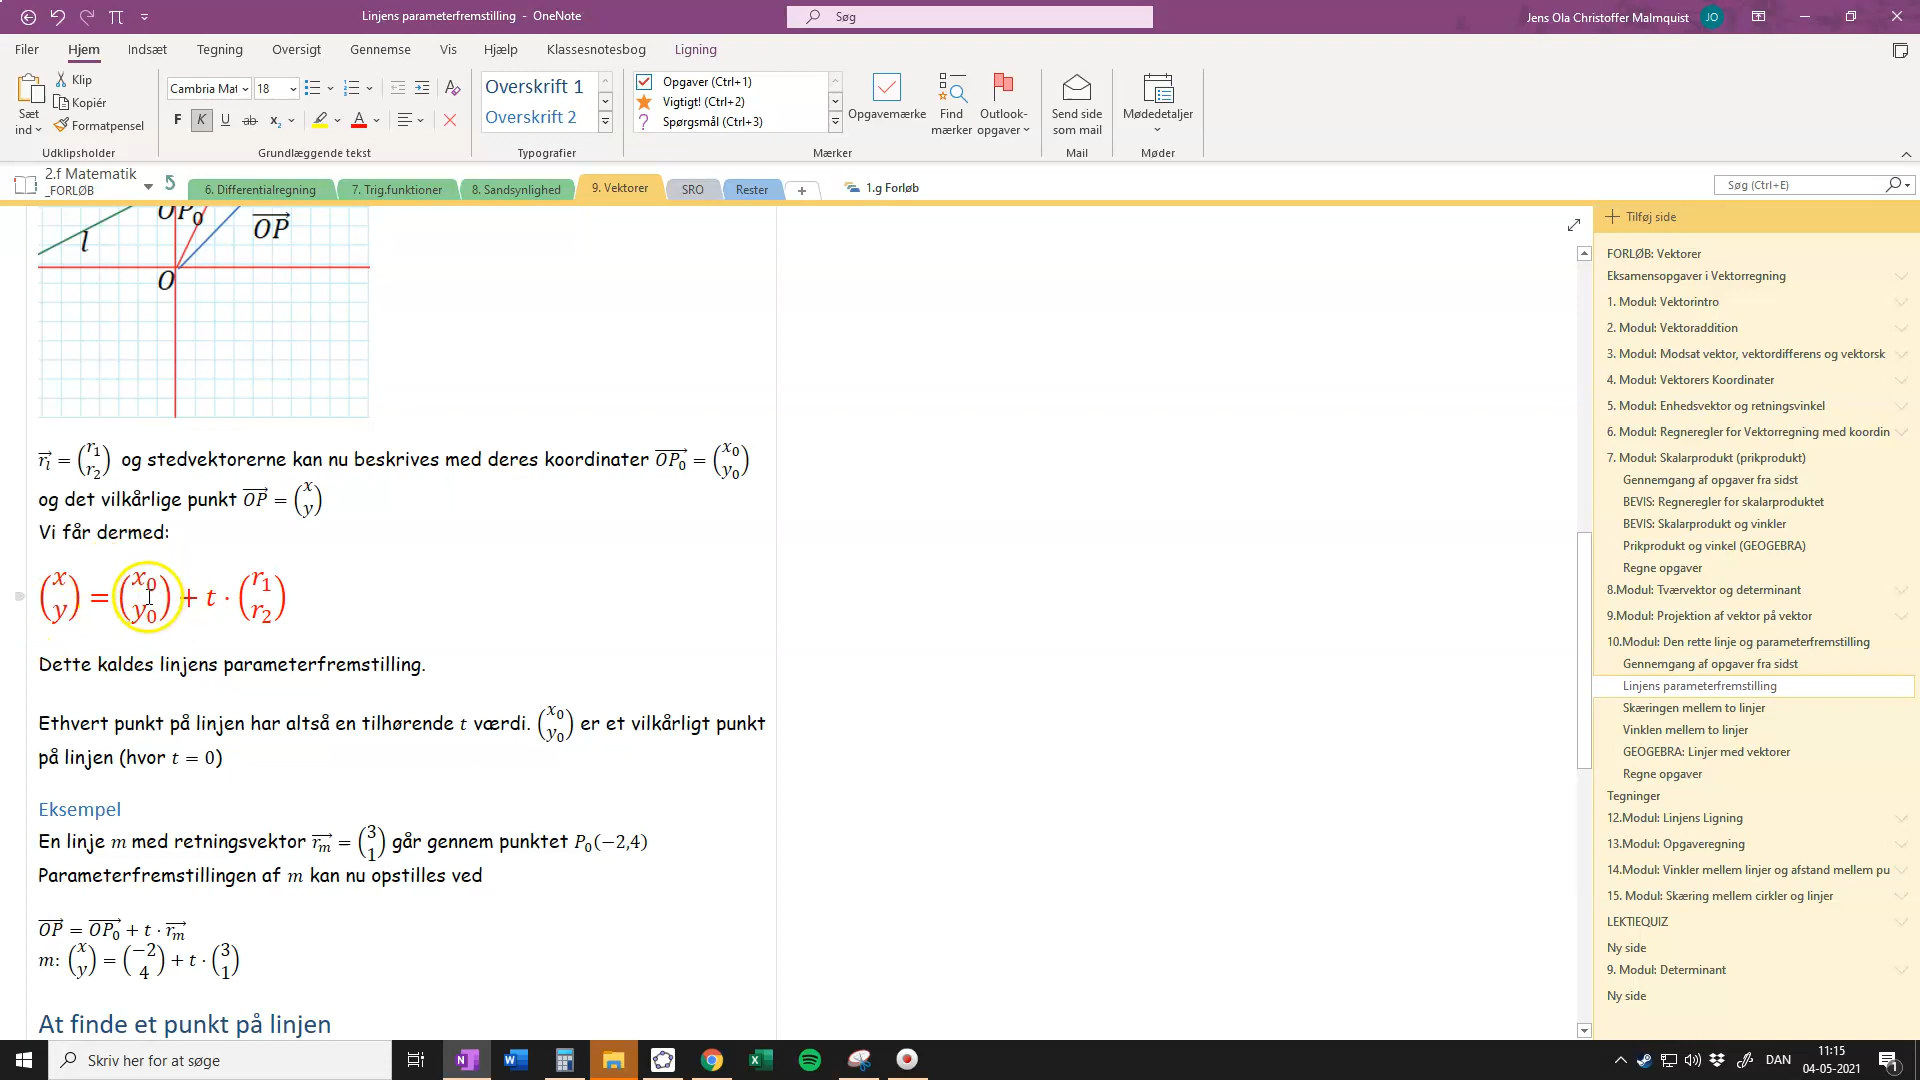 Linjens parameterfremstilling - OneNote
Søg
Jens Ola Christoffer Malmquist
JO
Filer Hjem Indsæt Tegning Oversigt Gennemse Vis Hjælp Klassesnotesbog Ligning
Sæt ind
Klip
Kopiér
Formatpensel
Udklipsholder
Cambria Mat 18
F K U ab x₂ A
Grundlæggende tekst
Overskrift 1
Overskrift 2
Typografier
Opgaver (Ctrl+1)
Vigtigt! (Ctrl+2)
Spørgsmål (Ctrl+3)
Opgavemærke
Find mærker
Outlook-opgaver
Mærker
Send side som mail
Mail
Mødedetaljer
Møder
2.f Matematik
_FORLØB
6. Differentialregning
7. Trig.funktioner
8. Sandsynlighed
9. Vektorer
SRO
Rester
+
1.g Forløb
Søg (Ctrl+E)
OP₀
OP
l
O
r_l = (r₁ r₂) og stedvektorerne kan nu beskrives med deres koordinater OP₀ = (x₀ y₀)
og det vilkårlige punkt OP = (x y)
Vi får dermed:
(x y) = (x₀ y₀) + t · (r₁ r₂)
Dette kaldes linjens parameterfremstilling.
Ethvert punkt på linjen har altså en tilhørende t værdi. (x₀ y₀) er et vilkårligt punkt
på linjen (hvor t = 0)
Eksempel
En linje m med retningsvektor r_m = (3 1) går gennem punktet P₀(−2,4)
Parameterfremstillingen af m kan nu opstilles ved
OP = OP₀ + t · r_m
m: (x y) = (−2 4) + t · (3 1)
At finde et punkt på linjen
Tilføj side
FORLØB: Vektorer
Eksamensopgaver i Vektorregning
1. Modul: Vektorintro
2. Modul: Vektoraddition
3. Modul: Modsat vektor, vektordifferens og vektorsk
4. Modul: Vektorers Koordinater
5. Modul: Enhedsvektor og retningsvinkel
6. Modul: Regneregler for Vektorregning med koordin
7. Modul: Skalarprodukt (prikprodukt)
Gennemgang af opgaver fra sidst
BEVIS: Regneregler for skalarproduktet
BEVIS: Skalarprodukt og vinkler
Prikprodukt og vinkel (GEOGEBRA)
Regne opgaver
8.Modul: Tværvektor og determinant
9.Modul: Projektion af vektor på vektor
10.Modul: Den rette linje og parameterfremstilling
Gennemgang af opgaver fra sidst
Linjens parameterfremstilling
Skæringen mellem to linjer
Vinklen mellem to linjer
GEOGEBRA: Linjer med vektorer
Regne opgaver
Tegninger
12.Modul: Linjens Ligning
13.Modul: Opgaveregning
14.Modul: Vinkler mellem linjer og afstand mellem pu
15. Modul: Skæring mellem cirkler og linjer
LEKTIEQUIZ
Ny side
9. Modul: Determinant
Ny side
Skriv her for at søge
DAN
11:15
04-05-2021
1